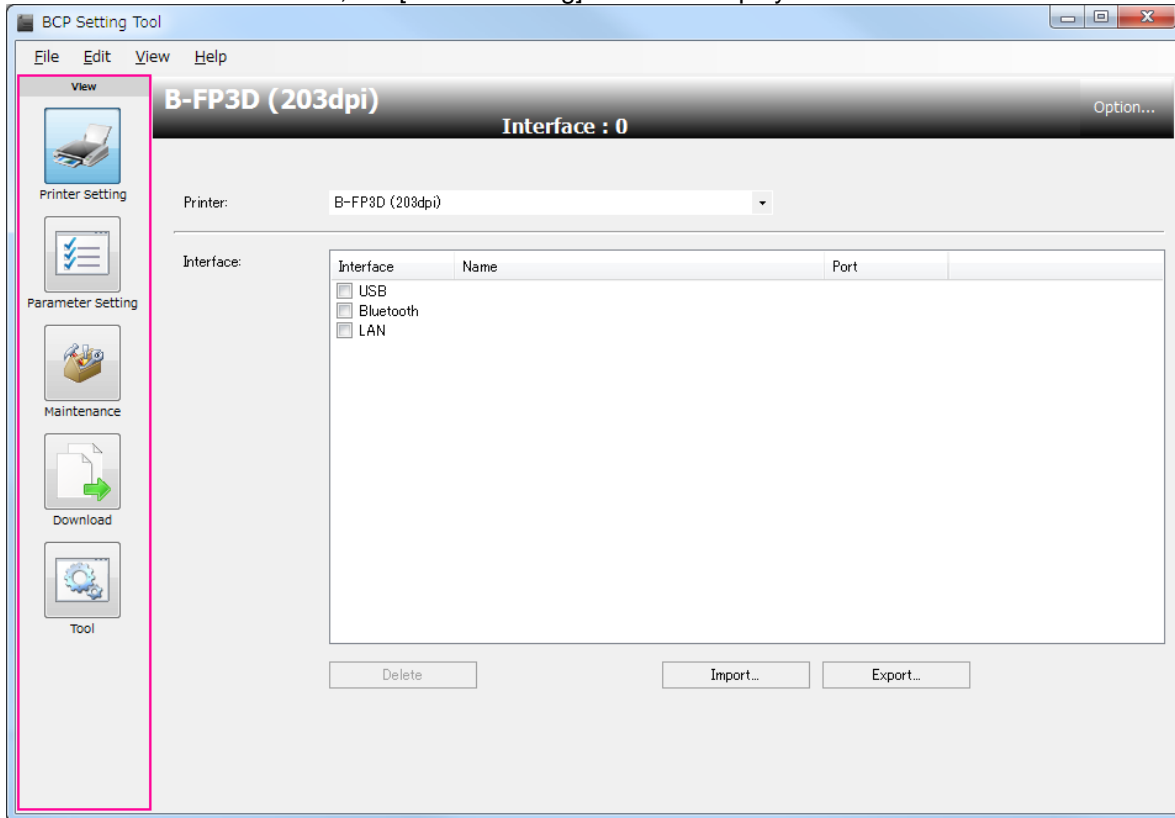 BCP Setting Tool
File Edit View Help
View
B-FP3D (203dpi)
Interface : 0
Option...
Printer Setting
Printer:
B-FP3D (203dpi)
Interface:
Interface Name Port
USB
Bluetooth
LAN
Parameter Setting
Maintenance
Download
Tool
Delete Import... Export...